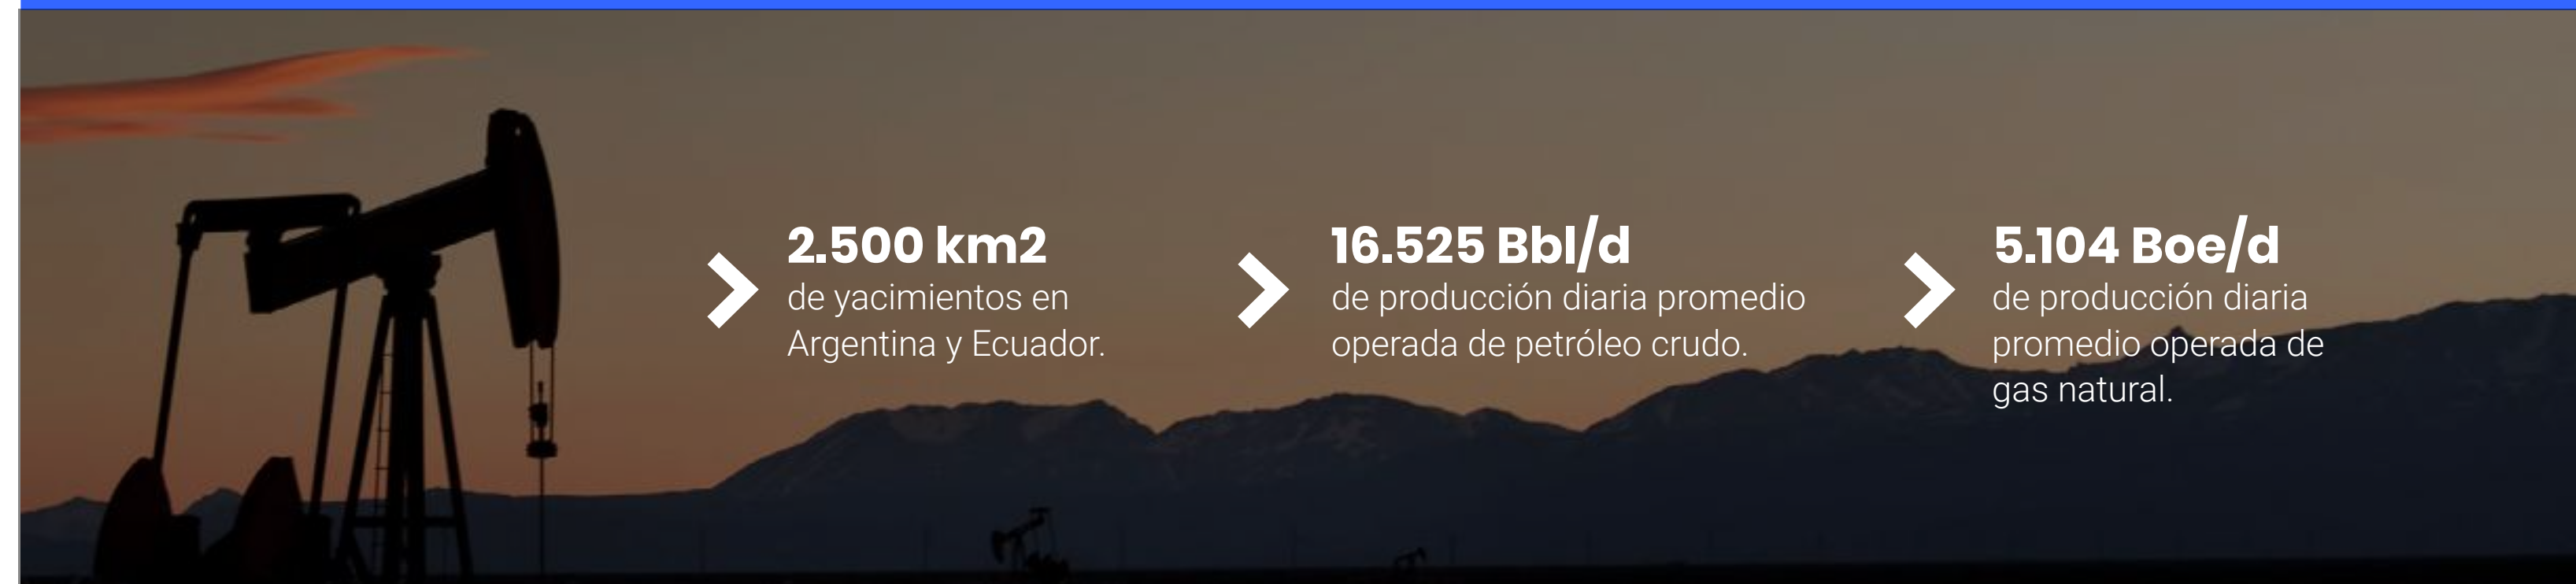 2.500 km2
de yacimientos en
Argentina y Ecuador.
16.525 Bbl/d
de producción diaria promedio
operada de petróleo crudo.
5.104 Boe/d
de producción diaria
promedio operada de
gas natural.